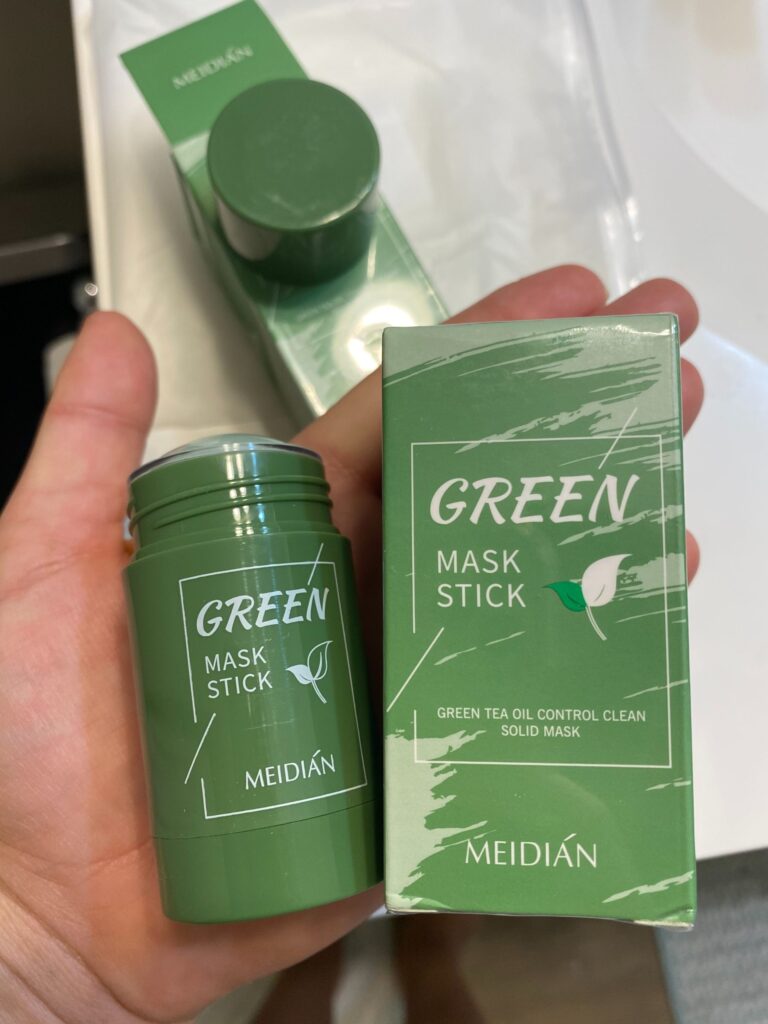 MEIDIÁN
GREEN
MASK
STICK
MEIDIÁN
GREEN
MASK
STICK
GREEN TEA OIL CONTROL CLEAN
SOLID MASK
MEIDIÁN